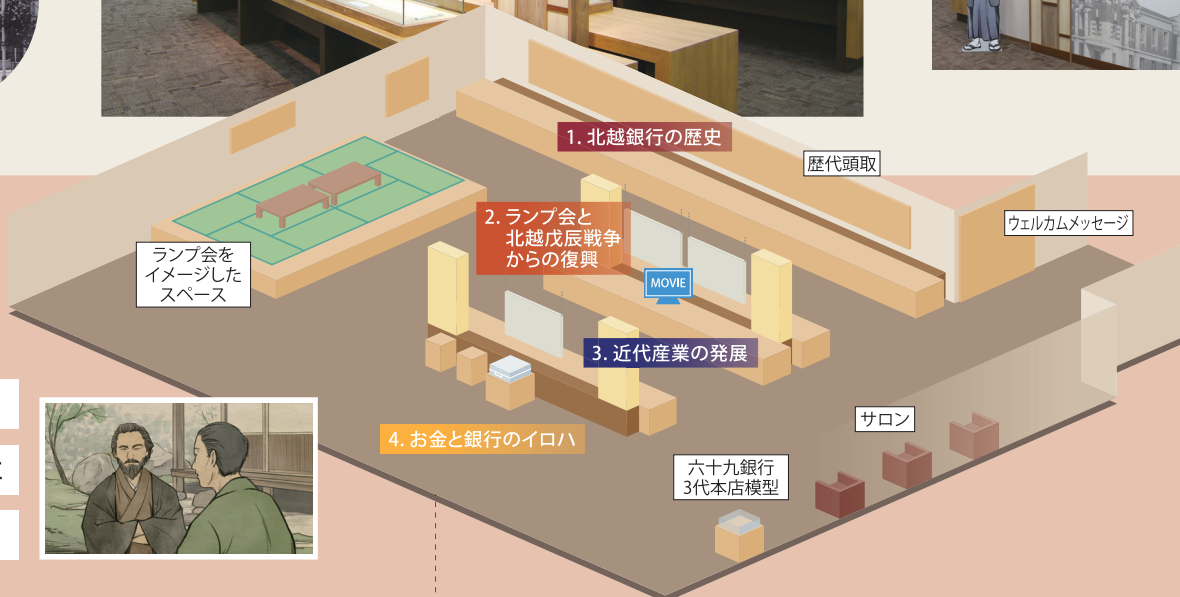 1. 北越銀行の歴史
歴代頭取
ウェルカムメッセージ
2. ランプ会と
北越戊辰戦争
からの復興
ランプ会を
イメージした
スペース
MOVIE
3. 近代産業の発展
サロン
4. お金と銀行のイロハ
六十九銀行
3代本店模型